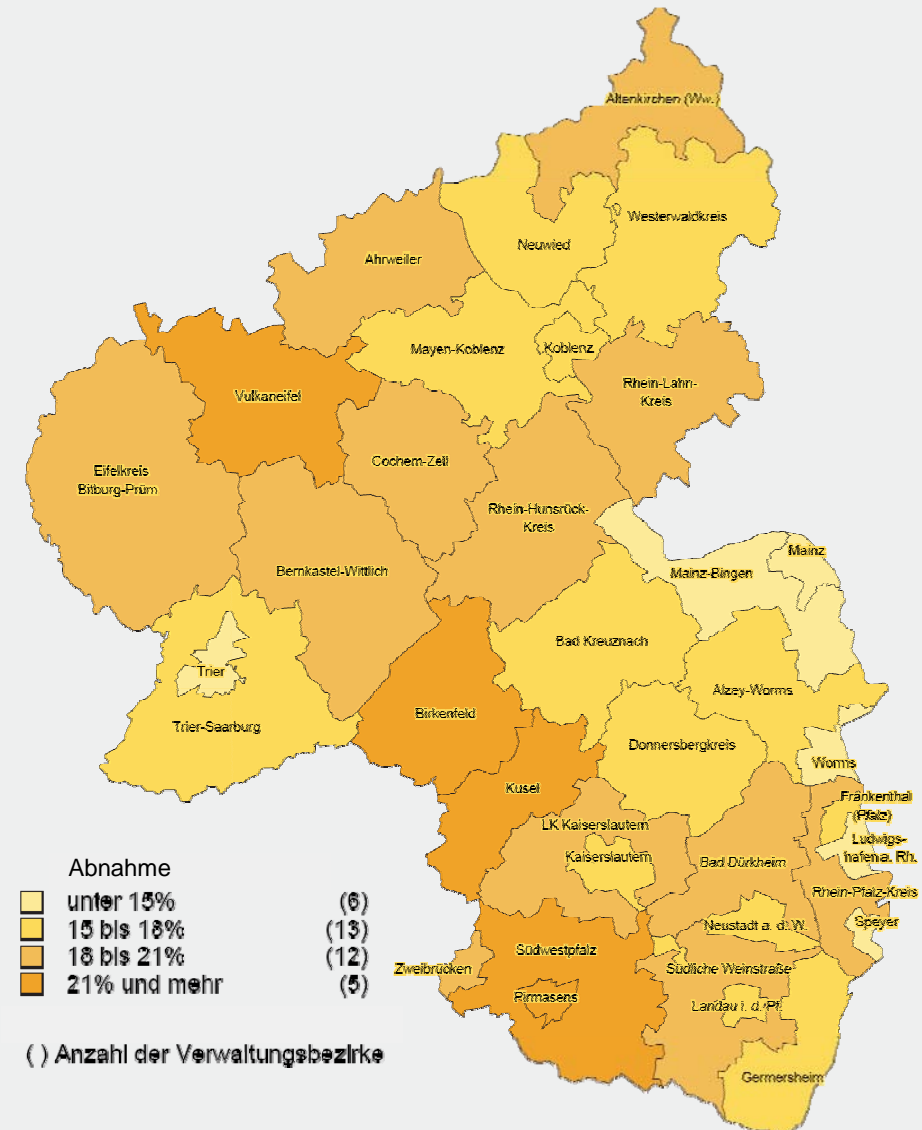 Altenkirchen (Ww.)
Westerwaldkreis
Neuwied
Ahrweiler
Mayen-Koblenz
Koblenz
Rhein-Lahn-
Kreis
Vulkaneifel
Cochem-Zell
Eifelkreis
Bitburg-Prüm
Rhein-Hunsrück-
Kreis
Mainz
Mainz-Bingen
Bernkastel-Wittlich
Bad Kreuznach
Trier
Alzey-Worms
Birkenfeld
Trier-Saarburg
Donnersbergkreis
Worms
Kusel
Frankenthal
(Pfalz)
LK Kaiserslautern
Ludwigs-
hafen a. Rh.
Kaiserslautern
Bad Dürkheim
Rhein-Pfalz-Kreis
Speyer
Neustadt a. d. W.
Südwestpfalz
Zweibrücken
Südliche Weinstraße
Pirmasens
Landau i. d. Pf.
Germersheim
Abnahme
unter 15% (6)
15 bis 18% (13)
18 bis 21% (12)
21% und mehr (5)
( ) Anzahl der Verwaltungsbezirke